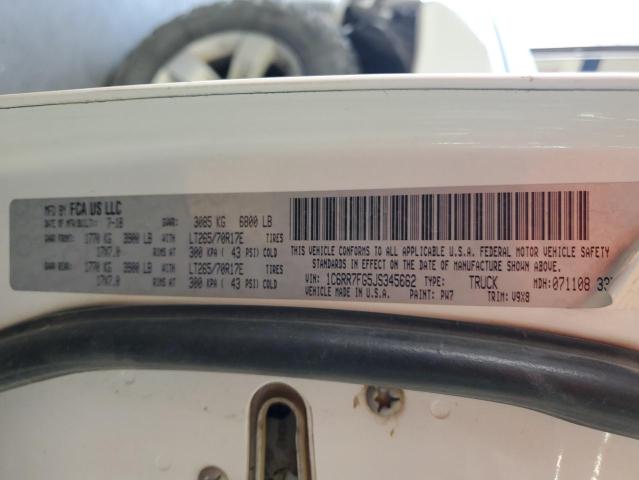 MFD BY FCA US LLC
DATE OF MFR/BUILT: 7-18 GVWR: 3085 KG 6800 LB
GAWR FRONT: 1770 KG 3900 LB WITH LT265/70R17E TIRES
17X7.0 RIMS AT 300 KPA ( 43 PSI) COLD
GAWR REAR: 1770 KG 3900 LB WITH LT265/70R17E TIRES
17X7.0 RIMS AT 300 KPA ( 43 PSI) COLD
THIS VEHICLE CONFORMS TO ALL APPLICABLE U.S.A. FEDERAL MOTOR VEHICLE SAFETY
STANDARDS IN EFFECT ON THE DATE OF MANUFACTURE SHOWN ABOVE.
VIN: 1C6RR7FG5JS345662 TYPE: TRUCK MDH: 071108
VEHICLE MADE IN U.S.A. PAINT: PW7 TRIM: V9X8